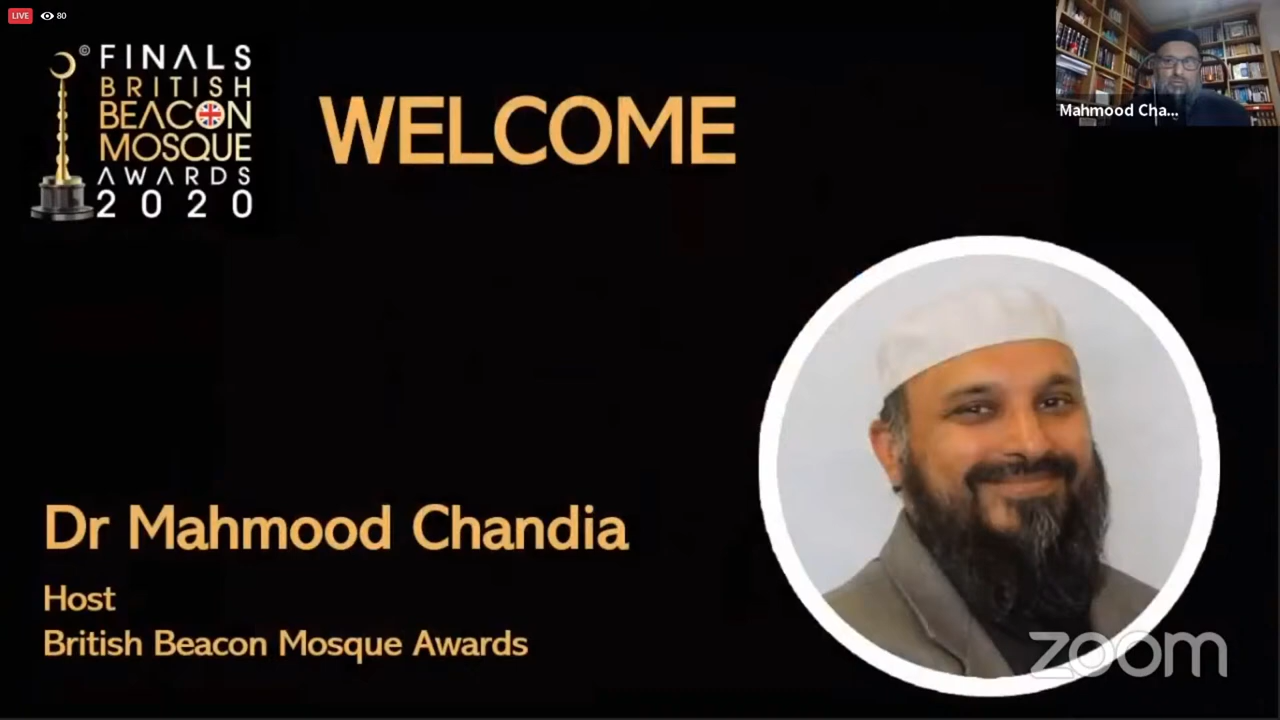 LIVE 80
© FINALS
BRITISH
BEACON
MOSQUE
AWARDS
2020
WELCOME
Mahmood Cha...
Dr Mahmood Chandia
Host
British Beacon Mosque Awards
zoom